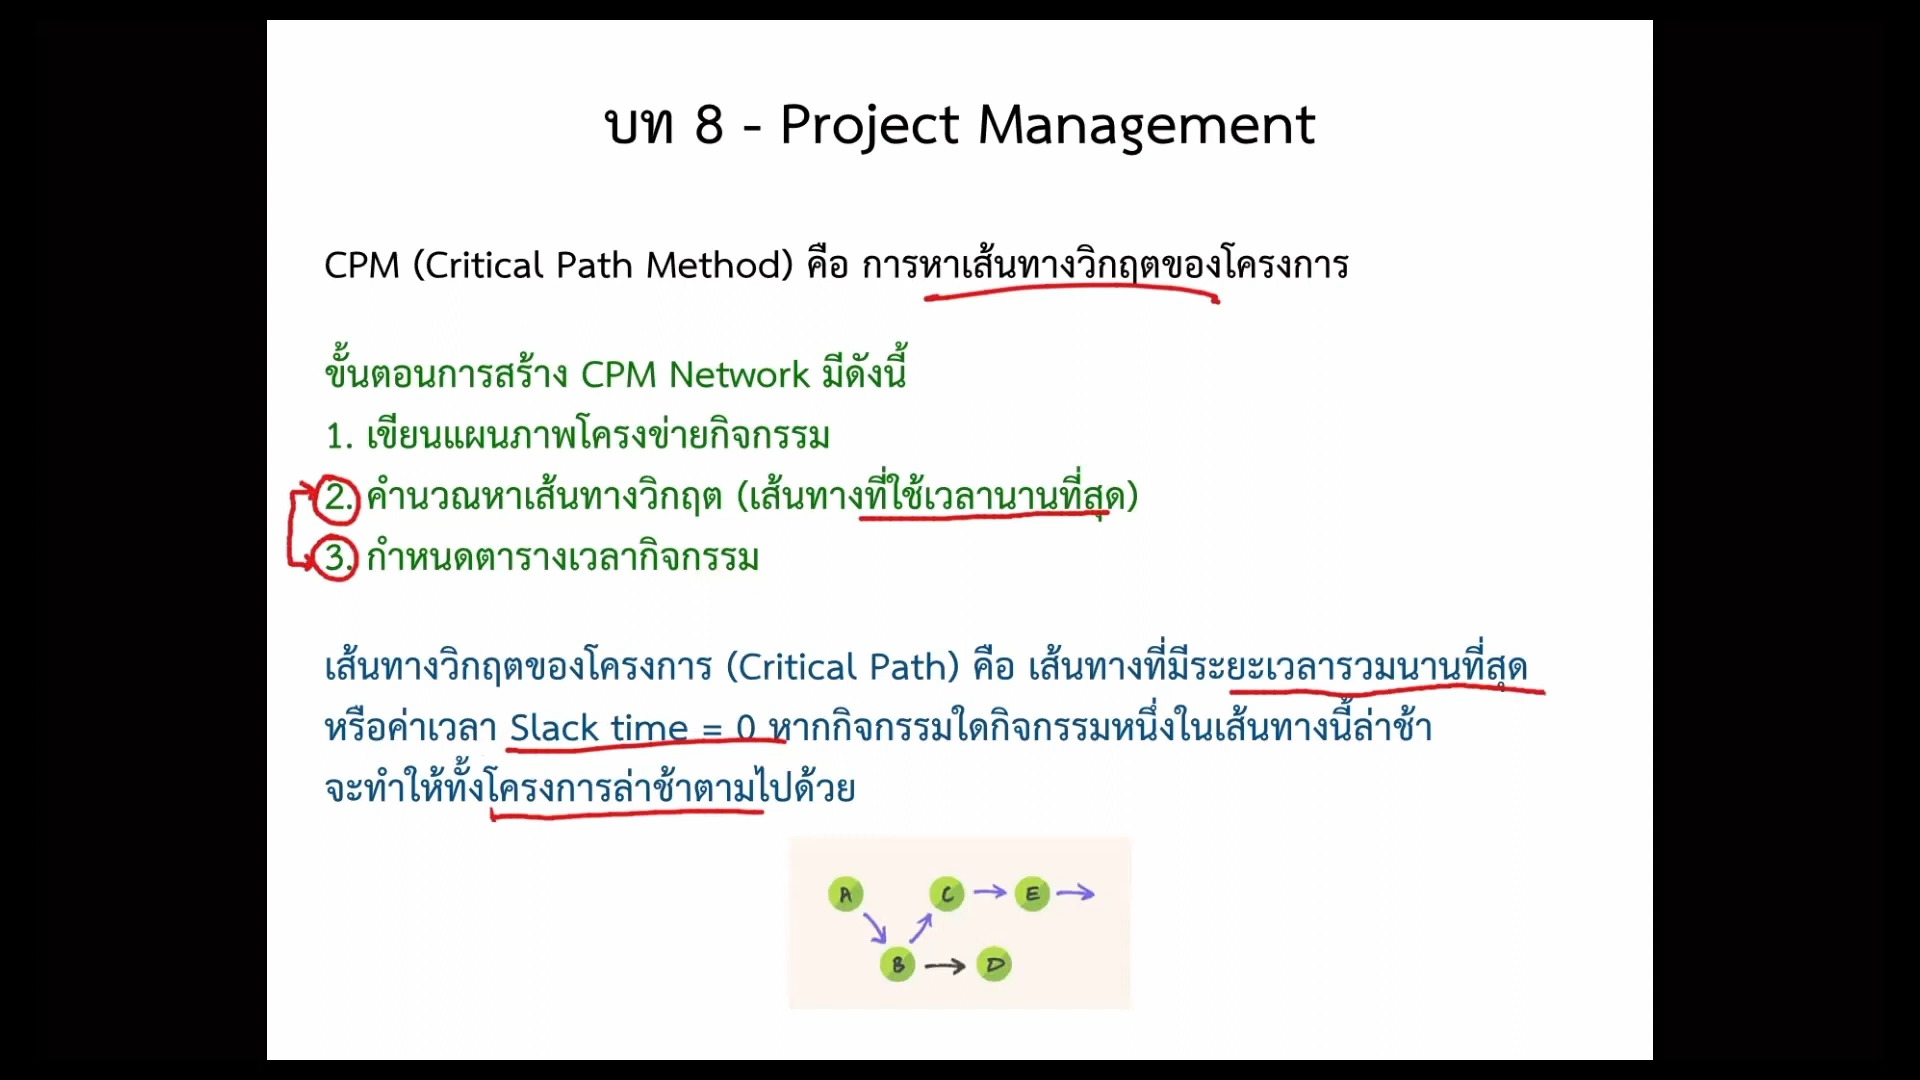 บท 8 - Project Management
CPM (Critical Path Method) คือ การหาเส้นทางวิกฤตของโครงการ
ขั้นตอนการสร้าง CPM Network มีดังนี้
1. เขียนแผนภาพโครงข่ายกิจกรรม
2. คำนวณหาเส้นทางวิกฤต (เส้นทางที่ใช้เวลานานที่สุด)
3. กำหนดตารางเวลากิจกรรม
เส้นทางวิกฤตของโครงการ (Critical Path) คือ เส้นทางที่มีระยะเวลารวมนานที่สุด
หรือค่าเวลา Slack time = 0 หากกิจกรรมใดกิจกรรมหนึ่งในเส้นทางนี้ล่าช้า
จะทำให้ทั้งโครงการล่าช้าตามไปด้วย
A C E
B D